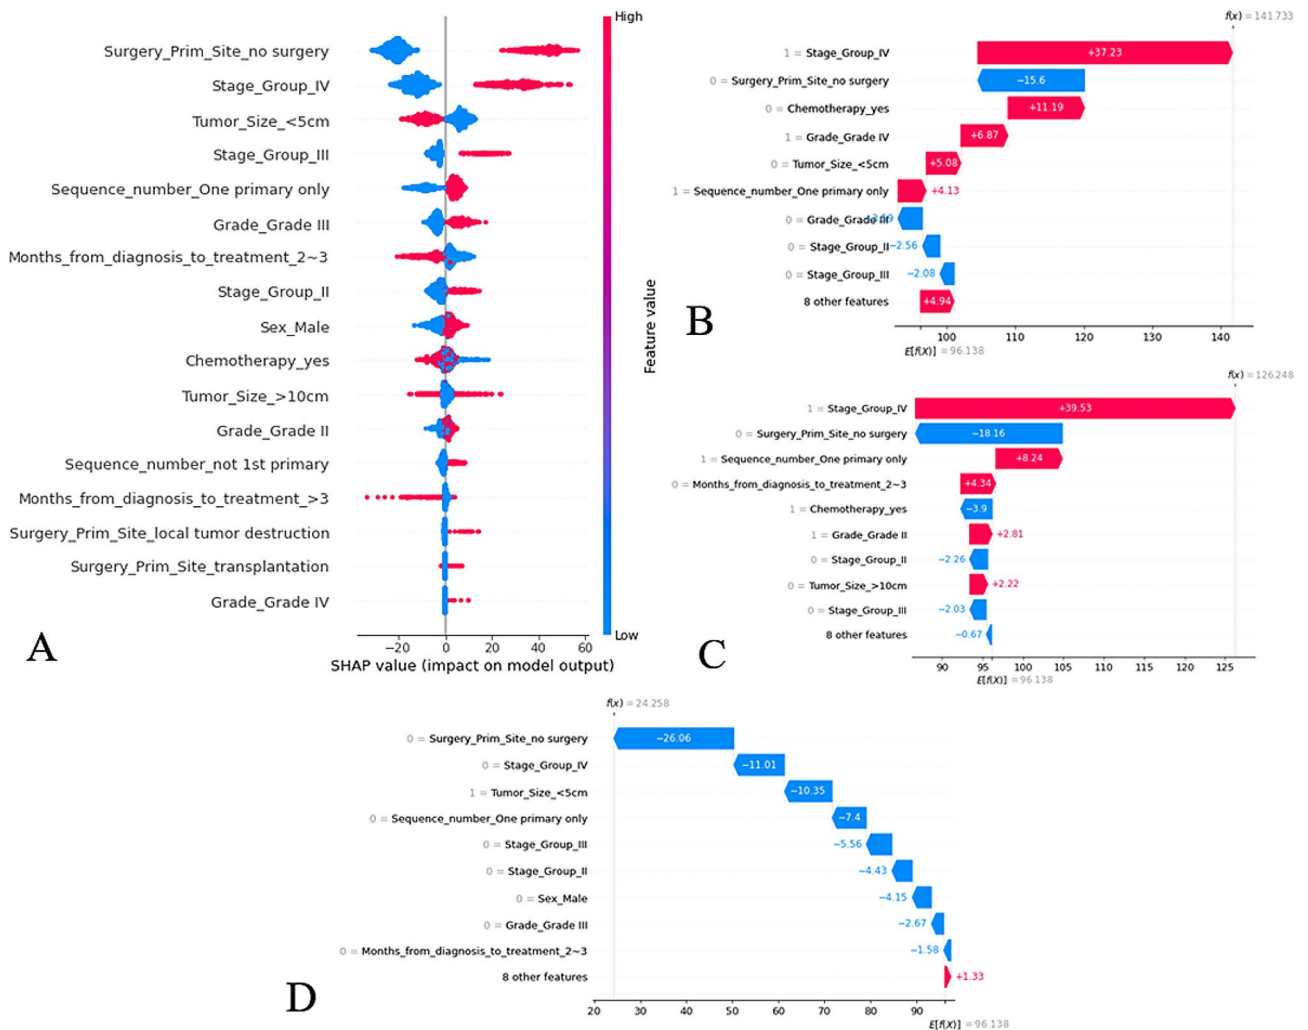 Surgery_Prim_Site_no surgery
Stage_Group_IV
Tumor_Size_<5cm
Stage_Group_III
Sequence_number_One primary only
Grade_Grade III
Months_from_diagnosis_to_treatment_2~3
Stage_Group_II
Sex_Male
Chemotherapy_yes
Tumor_Size_>10cm
Grade_Grade II
Sequence_number_not 1st primary
Months_from_diagnosis_to_treatment_>3
Surgery_Prim_Site_local tumor destruction
Surgery_Prim_Site_transplantation
Grade_Grade IV
−20 0 20 40 60
SHAP value (impact on model output)
High
Feature value
Low
A
f(x) = 141.733
1 = Stage_Group_IV +37.23
0 = Surgery_Prim_Site_no surgery −15.6
0 = Chemotherapy_yes +11.19
1 = Grade_Grade IV +6.87
0 = Tumor_Size_<5cm +5.08
1 = Sequence_number_One primary only +4.13
0 = Grade_Grade III
0 = Stage_Group_II −2.56
0 = Stage_Group_III −2.08
8 other features +4.94
100 110 120 130 140
E[f(X)] = 96.138
B
f(x) = 126.248
1 = Stage_Group_IV +39.53
0 = Surgery_Prim_Site_no surgery −18.16
1 = Sequence_number_One primary only +8.24
0 = Months_from_diagnosis_to_treatment_2~3 +4.34
1 = Chemotherapy_yes −3.9
1 = Grade_Grade II +2.81
0 = Stage_Group_II −2.26
0 = Tumor_Size_>10cm +2.22
0 = Stage_Group_III −2.03
8 other features −0.67
90 95 100 105 110 115 120 125
E[f(X)] = 96.138
C
f(x) = 24.258
0 = Surgery_Prim_Site_no surgery −26.06
0 = Stage_Group_IV −11.01
1 = Tumor_Size_<5cm −10.35
0 = Sequence_number_One primary only −7.4
0 = Stage_Group_III −5.56
0 = Stage_Group_II −4.43
0 = Sex_Male −4.15
0 = Grade_Grade III −2.67
0 = Months_from_diagnosis_to_treatment_2~3 −1.58
8 other features +1.33
20 30 40 50 60 70 80 90
E[f(X)] = 96.138
D